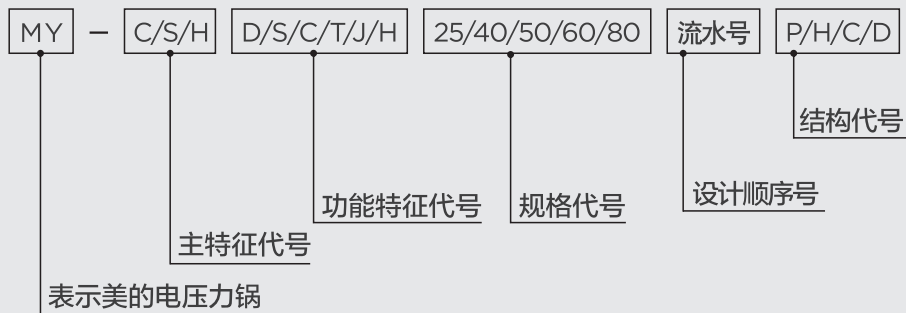 MY – C/S/H D/S/C/T/J/H 25/40/50/60/80 流水号 P/H/C/D
结构代号
设计顺序号
功能特征代号 规格代号
主特征代号
表示美的电压力锅